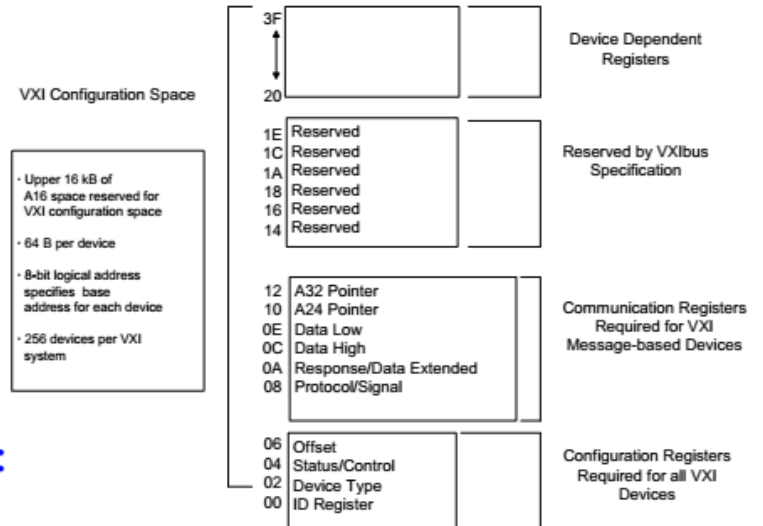 VXI Configuration Space
· Upper 16 kB of
A16 space reserved for
VXI configuration space
· 64 B per device
· 8-bit logical address
specifies base
address for each device
· 256 devices per VXI
system
:
3F
20
Device Dependent
Registers
1E Reserved
1C Reserved
1A Reserved
18 Reserved
16 Reserved
14 Reserved
Reserved by VXIbus
Specification
12 A32 Pointer
10 A24 Pointer
0E Data Low
0C Data High
0A Response/Data Extended
08 Protocol/Signal
Communication Registers
Required for VXI
Message-based Devices
06 Offset
04 Status/Control
02 Device Type
00 ID Register
Configuration Registers
Required for all VXI
Devices